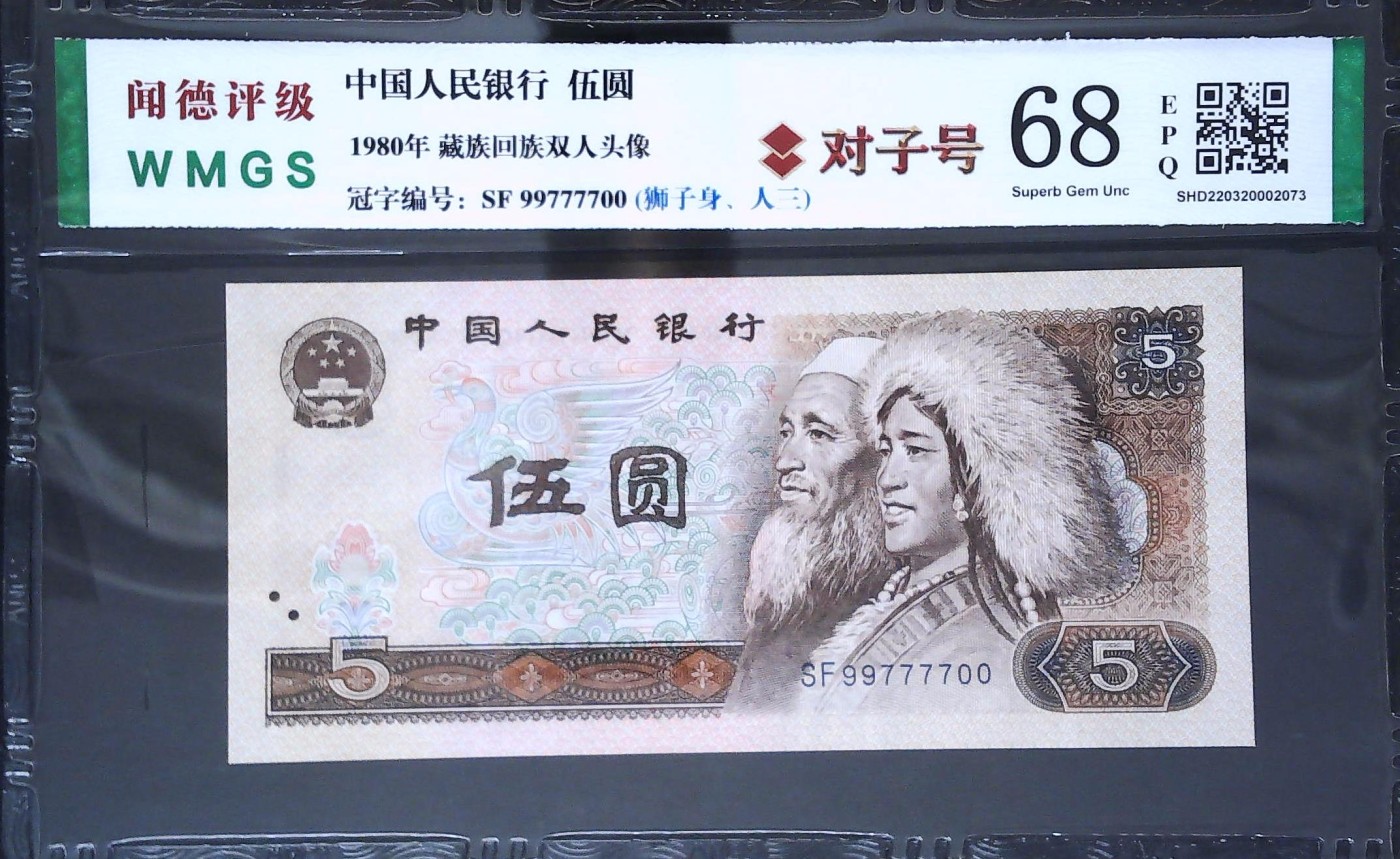 闻德评级
WMGS
中国人民银行 伍圆
1980年 藏族回族双人头像
冠字编号：SF 99777700 (狮子身、人三)
对子号
68
Superb Gem Unc
EPQ
SHD220320002073
中国人民银行
5
伍圆
5
SF99777700
5